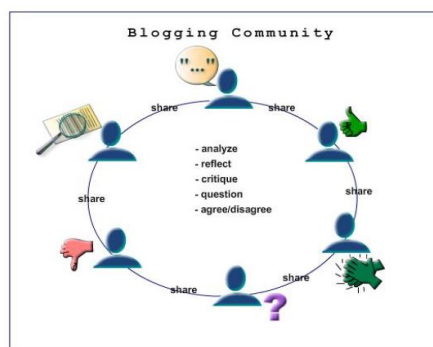 Blogging Community
"..."
share
share
- analyze
- reflect
- critique
- question
- agree/disagree
share
share
share
share
?